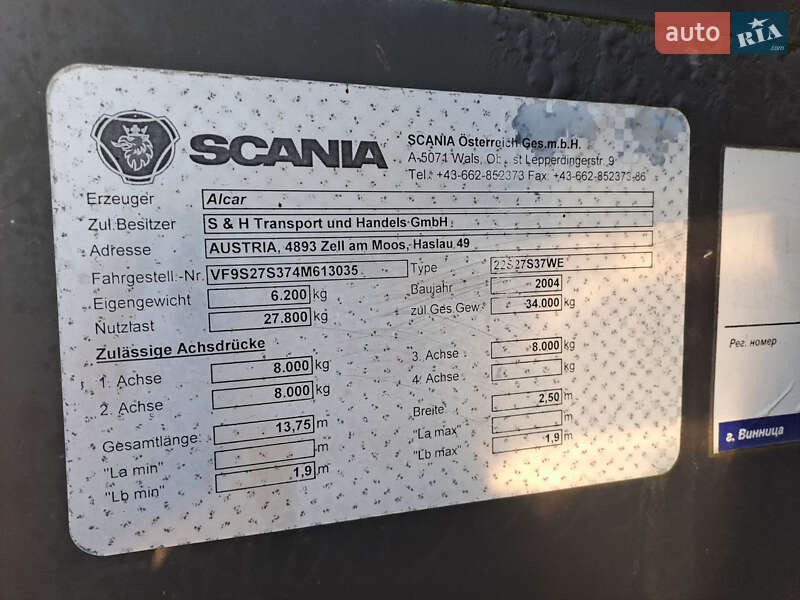 auto RIA.com
SCANIA
SCANIA Österreich Ges.m.b.H.
A-5071 Wals, Lepperdingerstr. 9
Tel.: +43-662-852373 Fax: +43-662-852373-86
Erzeuger Alcar
Zul.Besitzer S & H Transport und Handels GmbH
Adresse AUSTRIA, 4893 Zell am Moos, Haslau 49
Fahrgestell.-Nr. VF9S27S374M613035 Type 22S27S37WE
Eigengewicht 6.200 kg Baujahr 2004
Nutzlast 27.800 kg zul.Ges.Gew. 34.000 kg
Zulässige Achsdrücke
1. Achse 8.000 kg 3. Achse 8.000 kg
2. Achse 8.000 kg 4. Achse kg
Gesamtlänge: 13,75 m Breite 2,50 m
"La min" m "La max" m
"Lb min" 1,9 m "Lb max" 1,9 m
Рег. номер
г. Винница